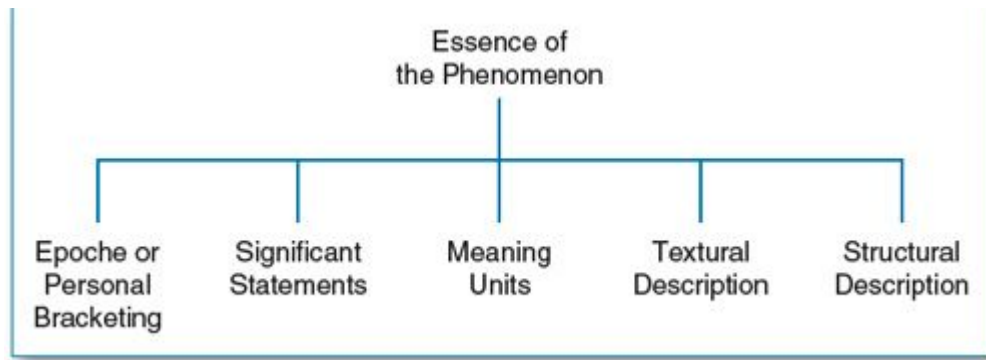 Essence of
the Phenomenon
Epoche or
Personal
Bracketing
Significant
Statements
Meaning
Units
Textural
Description
Structural
Description